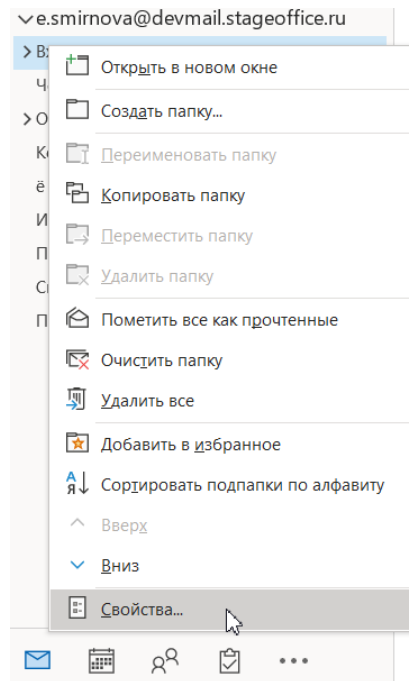 e.smirnova@devmail.stageoffice.ru
Открыть в новом окне
Создать папку...
Переименовать папку
Копировать папку
Переместить папку
Удалить папку
Пометить все как прочтенные
Очистить папку
Удалить все
Добавить в избранное
Сортировать подпапки по алфавиту
Вверх
Вниз
Свойства...